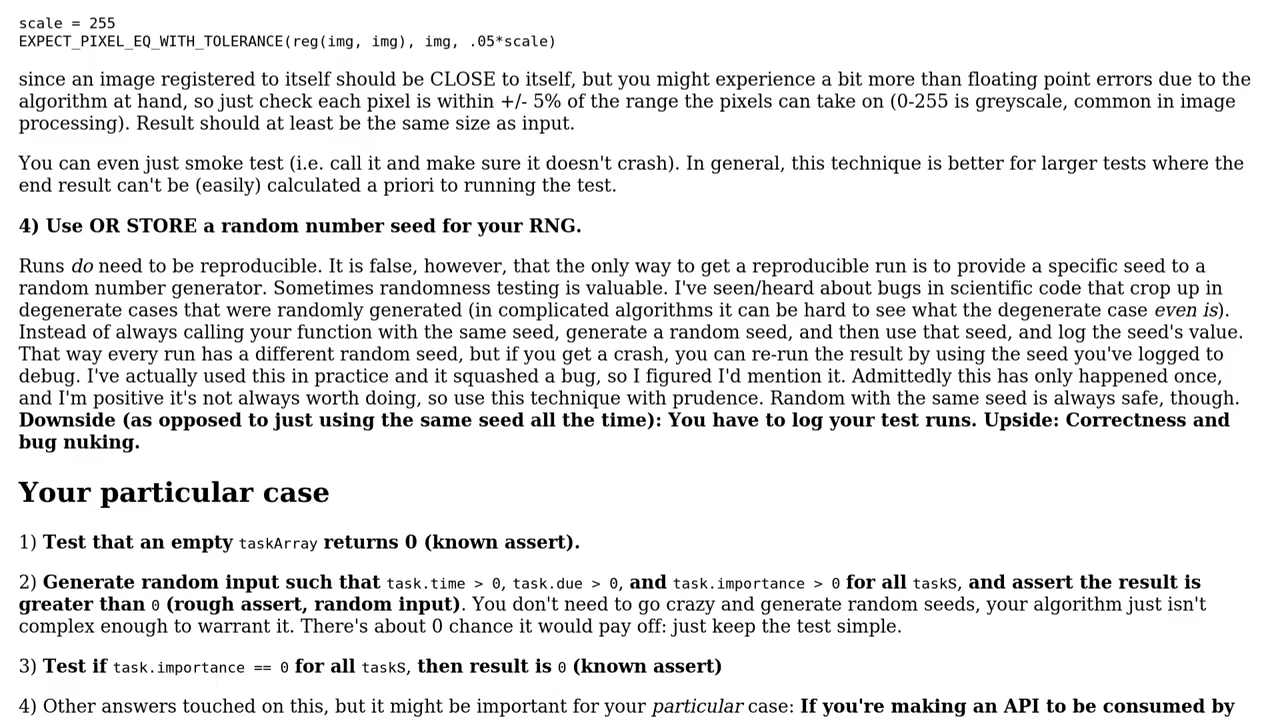 scale = 255
EXPECT_PIXEL_EQ_WITH_TOLERANCE(reg(img, img), img, .05*scale)
since an image registered to itself should be CLOSE to itself, but you might experience a bit more than floating point errors due to the
algorithm at hand, so just check each pixel is within +/- 5% of the range the pixels can take on (0-255 is greyscale, common in image
processing). Result should at least be the same size as input.
You can even just smoke test (i.e. call it and make sure it doesn't crash). In general, this technique is better for larger tests where the
end result can't be (easily) calculated a priori to running the test.
4) Use OR STORE a random number seed for your RNG.
Runs do need to be reproducible. It is false, however, that the only way to get a reproducible run is to provide a specific seed to a
random number generator. Sometimes randomness testing is valuable. I've seen/heard about bugs in scientific code that crop up in
degenerate cases that were randomly generated (in complicated algorithms it can be hard to see what the degenerate case even is).
Instead of always calling your function with the same seed, generate a random seed, and then use that seed, and log the seed's value.
That way every run has a different random seed, but if you get a crash, you can re-run the result by using the seed you've logged to
debug. I've actually used this in practice and it squashed a bug, so I figured I'd mention it. Admittedly this has only happened once,
and I'm positive it's not always worth doing, so use this technique with prudence. Random with the same seed is always safe, though.
Downside (as opposed to just using the same seed all the time): You have to log your test runs. Upside: Correctness and
bug nuking.
Your particular case
1) Test that an empty taskArray returns 0 (known assert).
2) Generate random input such that task.time > 0, task.due > 0, and task.importance > 0 for all tasks, and assert the result is
greater than 0 (rough assert, random input). You don't need to go crazy and generate random seeds, your algorithm just isn't
complex enough to warrant it. There's about 0 chance it would pay off: just keep the test simple.
3) Test if task.importance == 0 for all tasks, then result is 0 (known assert)
4) Other answers touched on this, but it might be important for your particular case: If you're making an API to be consumed by